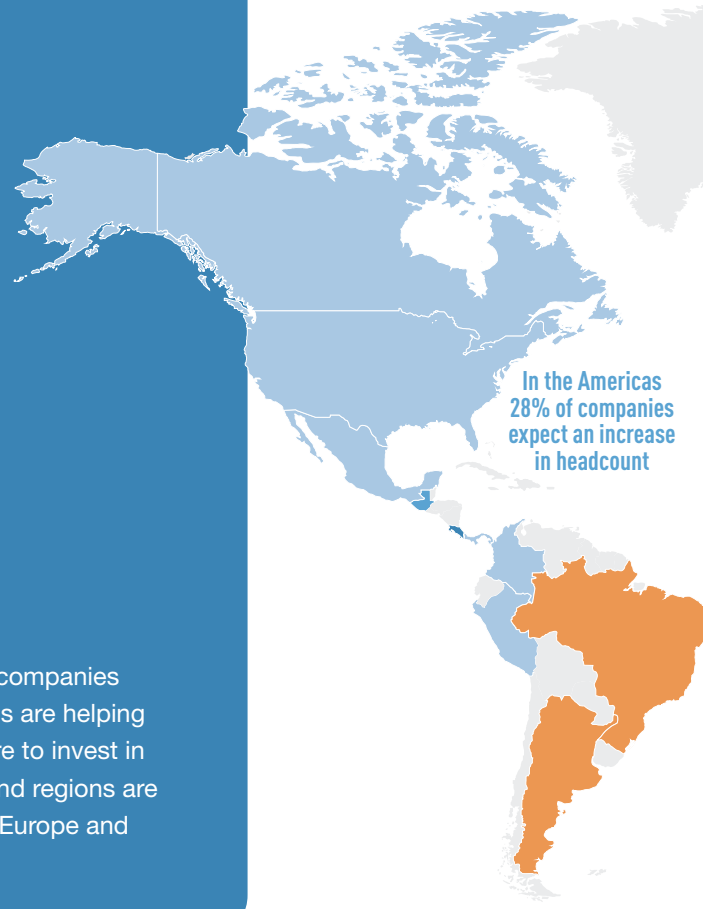 In the Americas
28% of companies
expect an increase
in headcount
companies
s are helping
re to invest in
nd regions are
Europe and